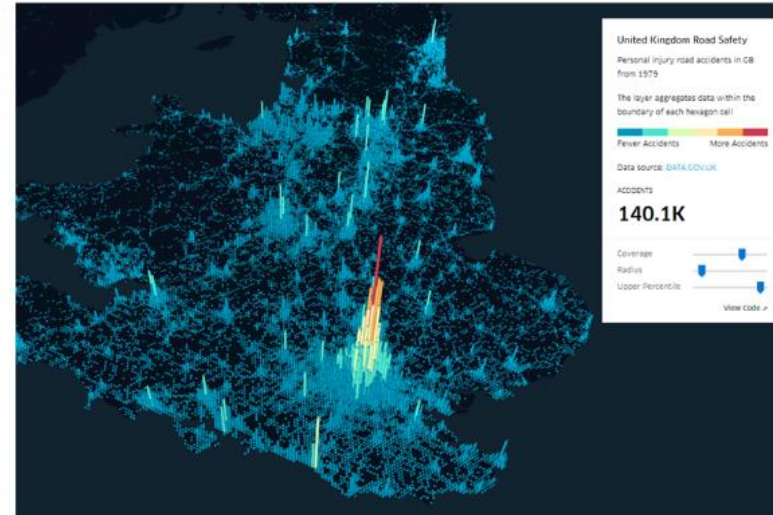 United Kingdom Road Safety
Personal injury road accidents in GB
from 1979
The layer aggregates data within the
boundary of each hexagon cell
Fewer Accidents More Accidents
Data source: DATA.GOV.UK
ACCIDENTS
140.1K
Coverage
Radius
Upper Percentile
View Code ↗